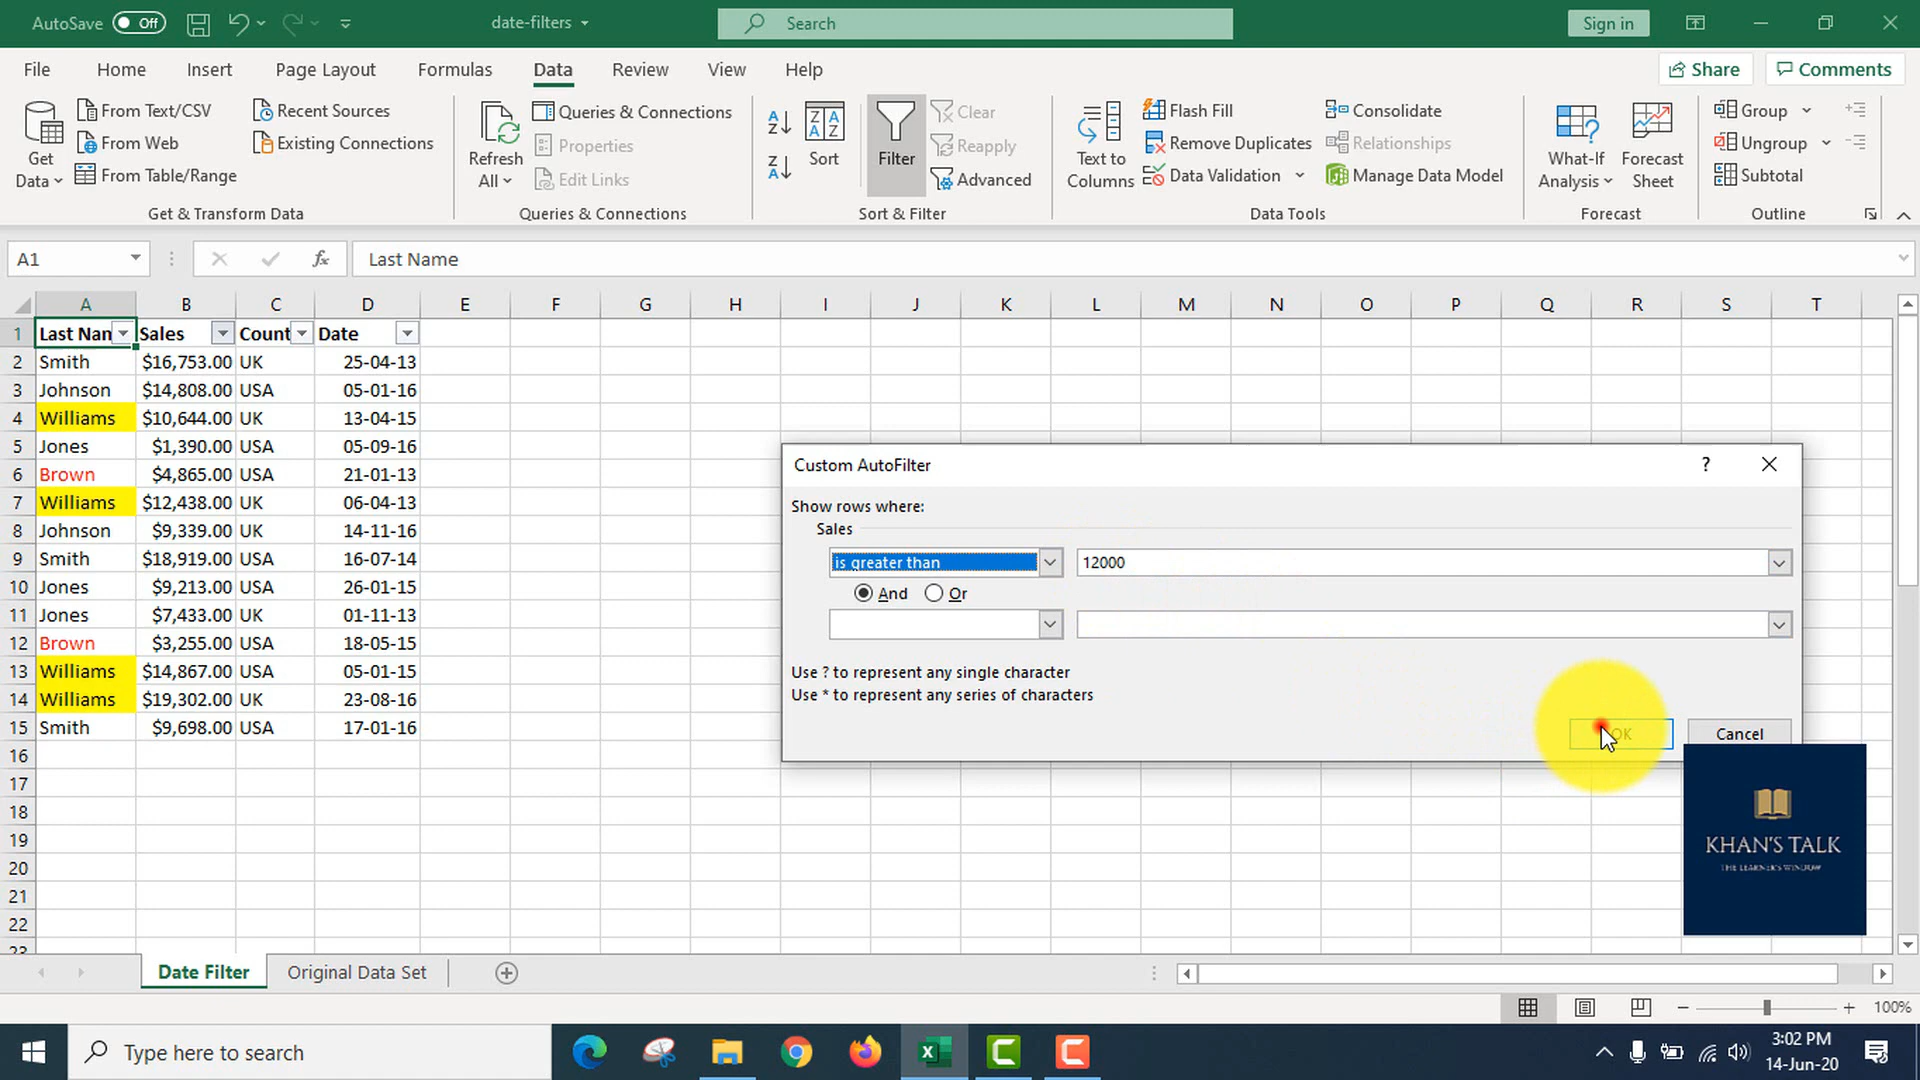 AutoSave Off date-filters Search Sign in
File Home Insert Page Layout Formulas Data Review View Help Share Comments
Get Data
From Text/CSV
From Web
From Table/Range
Recent Sources
Existing Connections
Get & Transform Data
Refresh All
Queries & Connections
Properties
Edit Links
Queries & Connections
Sort
Filter
Clear
Reapply
Advanced
Sort & Filter
Text to Columns
Flash Fill
Remove Duplicates
Data Validation
Consolidate
Relationships
Manage Data Model
Data Tools
What-If Analysis
Forecast Sheet
Forecast
Group
Ungroup
Subtotal
Outline
A1 fx Last Name
A B C D E F G H I J K L M N O P Q R S T
1 Last Nan Sales Count Date
2 Smith $16,753.00 UK 25-04-13
3 Johnson $14,808.00 USA 05-01-16
4 Williams $10,644.00 UK 13-04-15
5 Jones $1,390.00 USA 05-09-16
6 Brown $4,865.00 USA 21-01-13
7 Williams $12,438.00 UK 06-04-13
8 Johnson $9,339.00 UK 14-11-16
9 Smith $18,919.00 USA 16-07-14
10 Jones $9,213.00 USA 26-01-15
11 Jones $7,433.00 UK 01-11-13
12 Brown $3,255.00 USA 18-05-15
13 Williams $14,867.00 USA 05-01-15
14 Williams $19,302.00 UK 23-08-16
15 Smith $9,698.00 USA 17-01-16
16
17
18
19
20
21
22
23
Custom AutoFilter ?
Show rows where:
Sales
is greater than 12000
And Or
Use ? to represent any single character
Use * to represent any series of characters
OK Cancel
KHAN'S TALK
THE LEARNER'S WINDOW
Date Filter Original Data Set
100%
Type here to search
3:02 PM
14-Jun-20